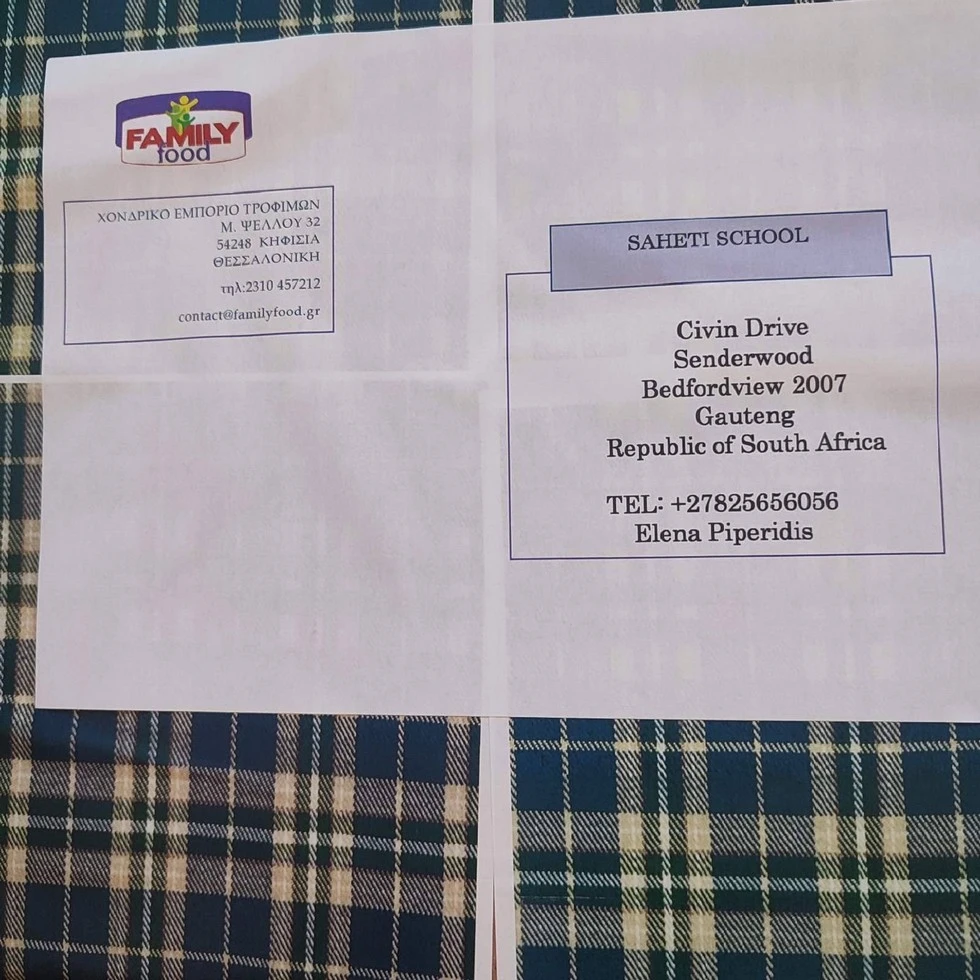 FAMILY
food
ΧΟΝΔΡΙΚΟ ΕΜΠΟΡΙΟ ΤΡΟΦΙΜΩΝ
Μ. ΨΕΛΛΟΥ 32
54248 ΚΗΦΙΣΙΑ
ΘΕΣΣΑΛΟΝΙΚΗ
τηλ:2310 457212
contact@familyfood.gr
SAHETI SCHOOL
Civin Drive
Senderwood
Bedfordview 2007
Gauteng
Republic of South Africa
TEL: +27825656056
Elena Piperidis